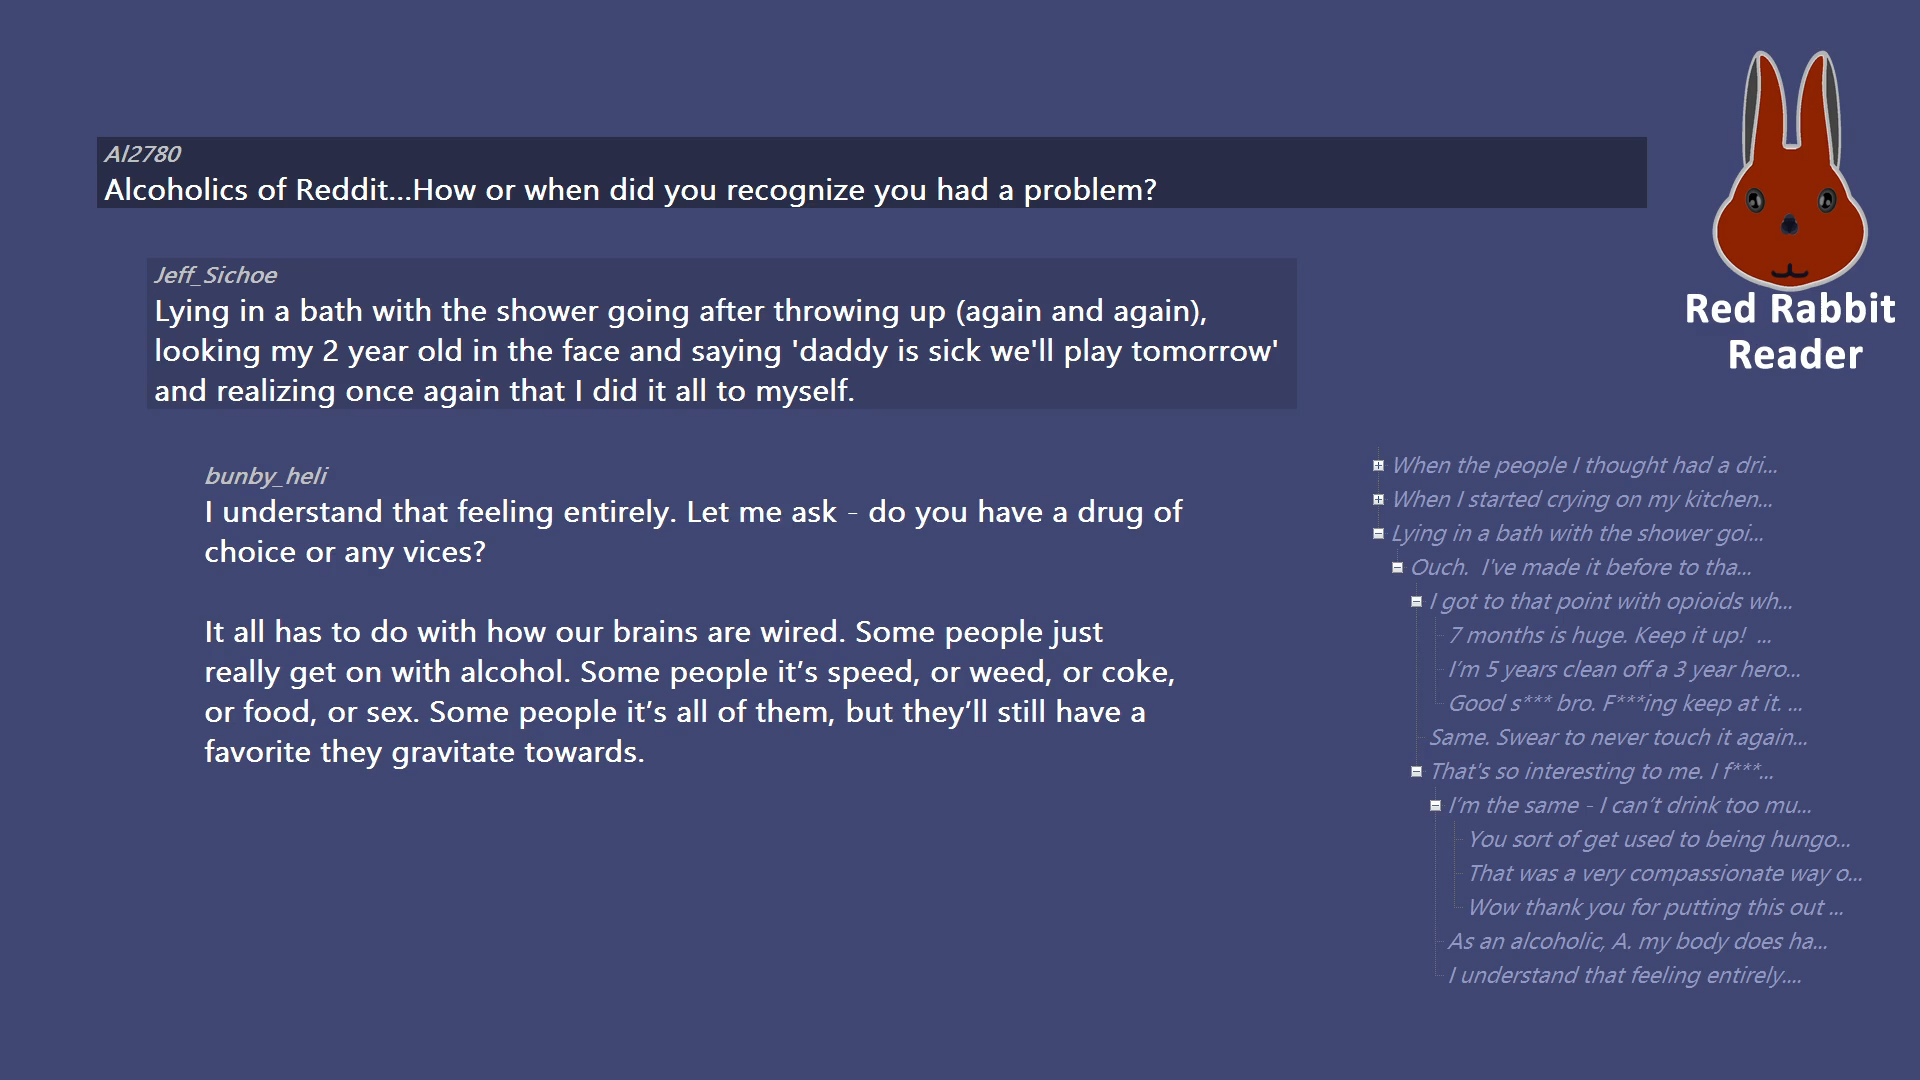 Al2780
Alcoholics of Reddit...How or when did you recognize you had a problem?
Jeff_Sichoe
Lying in a bath with the shower going after throwing up (again and again),
looking my 2 year old in the face and saying 'daddy is sick we'll play tomorrow'
and realizing once again that I did it all to myself.
bunby_heli
I understand that feeling entirely. Let me ask - do you have a drug of
choice or any vices?
It all has to do with how our brains are wired. Some people just
really get on with alcohol. Some people it’s speed, or weed, or coke,
or food, or sex. Some people it’s all of them, but they’ll still have a
favorite they gravitate towards.
Red Rabbit
Reader
When the people I thought had a dri...
When I started crying on my kitchen...
Lying in a bath with the shower goi...
Ouch.  I've made it before to tha...
I got to that point with opioids wh...
7 months is huge. Keep it up!  ...
I’m 5 years clean off a 3 year hero...
Good s*** bro. F***ing keep at it. ...
Same. Swear to never touch it again...
That's so interesting to me. I f***...
I’m the same - I can’t drink too mu...
You sort of get used to being hungo...
That was a very compassionate way o...
Wow thank you for putting this out ...
As an alcoholic, A. my body does ha...
I understand that feeling entirely....